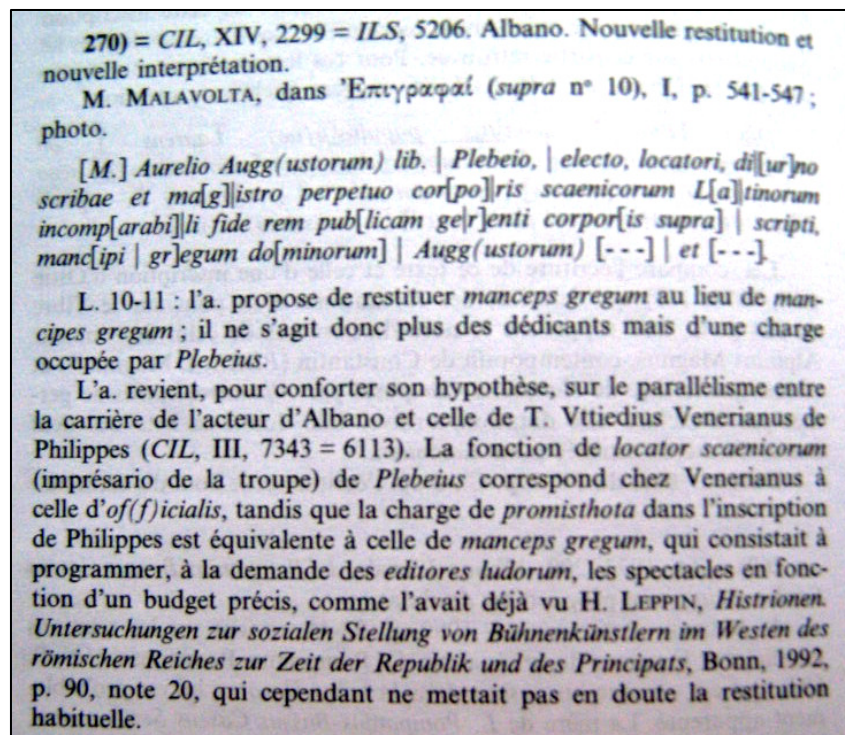 270) = CIL, XIV, 2299 = ILS, 5206. Albano. Nouvelle restitution et
nouvelle interprétation.
M. MALAVOLTA, dans Ἐπιγραφαί (supra n° 10), I, p. 541-547 ;
photo.
[M.] Aurelio Augg(ustorum) lib. | Plebeio, | electo, locatori, di|[ur]no
scribae et ma[g]|istro perpetuo cor[po]|ris scaenicorum L[a]|tinorum
incomp[arabi]|li fide rem pub[licam ge|r]enti corpor[is supra] | scripti,
manc[ipi | gr]egum do[minorum] | Augg(ustorum) [- - -] | et [- - -].
L. 10-11 : l'a. propose de restituer manceps gregum au lieu de man-
cipes gregum ; il ne s'agit donc plus des dédicants mais d'une charge
occupée par Plebeius.
L'a. revient, pour conforter son hypothèse, sur le parallélisme entre
la carrière de l'acteur d'Albano et celle de T. Vttiedius Venerianus de
Philippes (CIL, III, 7343 = 6113). La fonction de locator scaenicorum
(imprésario de la troupe) de Plebeius correspond chez Venerianus à
celle d'of(f)icialis, tandis que la charge de promisthota dans l'inscription
de Philippes est équivalente à celle de manceps gregum, qui consistait à
programmer, à la demande des editores ludorum, les spectacles en fonc-
tion d'un budget précis, comme l'avait déjà vu H. LEPPIN, Histrionen.
Untersuchungen zur sozialen Stellung von Bühnenkünstlern im Westen des
römischen Reiches zur Zeit der Republik und des Principats, Bonn, 1992,
p. 90, note 20, qui cependant ne mettait pas en doute la restitution
habituelle.